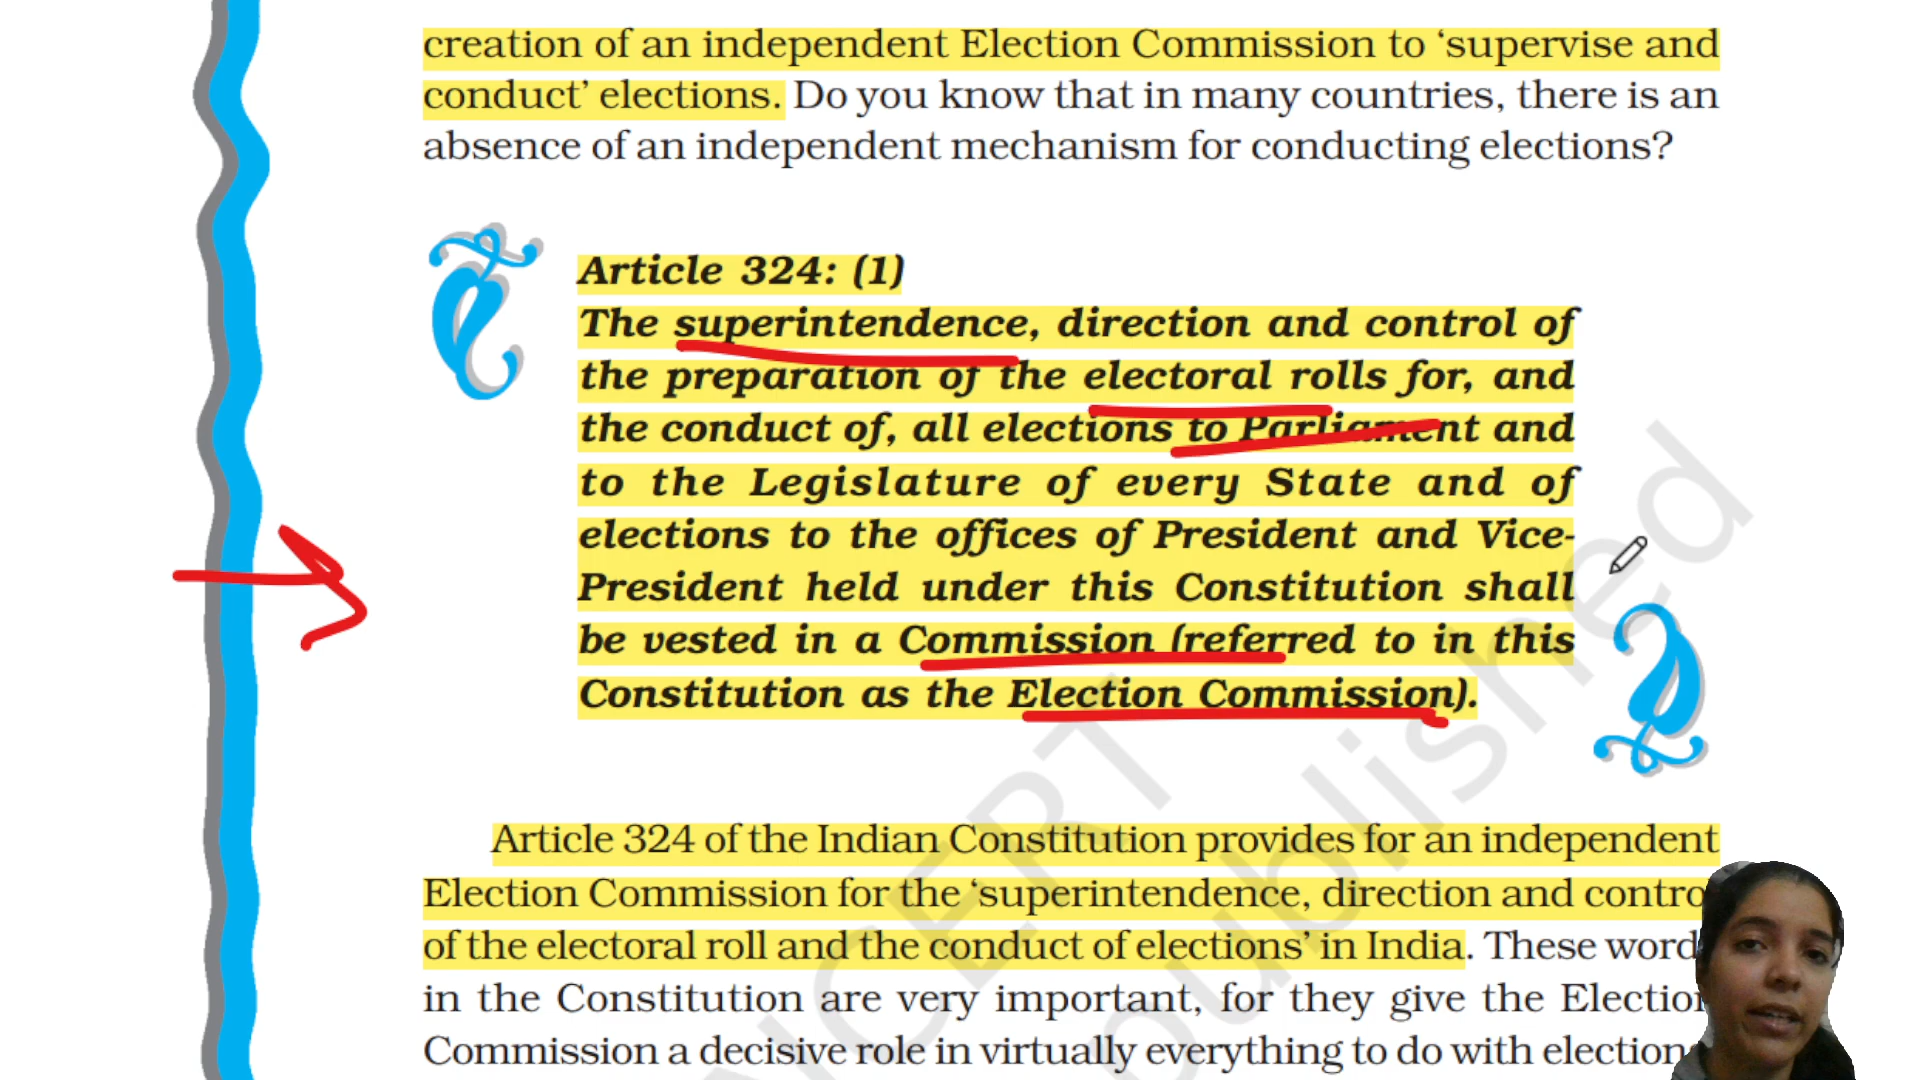 creation of an independent Election Commission to ‘supervise and
conduct’ elections. Do you know that in many countries, there is an
absence of an independent mechanism for conducting elections?
Article 324: (1)
The superintendence, direction and control of
the preparation of the electoral rolls for, and
the conduct of, all elections to Parliament and
to the Legislature of every State and of
elections to the offices of President and Vice-
President held under this Constitution shall
be vested in a Commission (referred to in this
Constitution as the Election Commission).
Article 324 of the Indian Constitution provides for an independent
Election Commission for the ‘superintendence, direction and contro
of the electoral roll and the conduct of elections’ in India. These word
in the Constitution are very important, for they give the Election
Commission a decisive role in virtually everything to do with election
NCERT
published